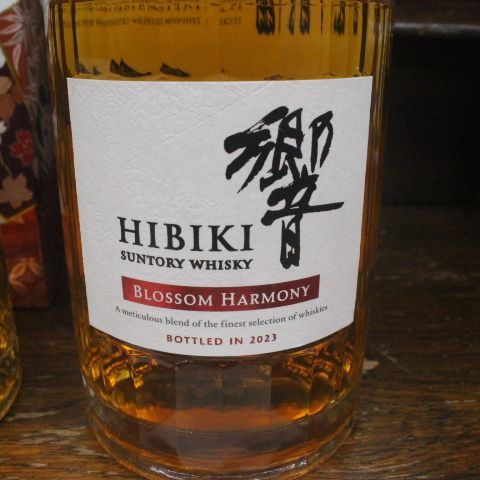 響
HIBIKI
SUNTORY WHISKY
BLOSSOM HARMONY
A meticulous blend of the finest selection of whiskies
BOTTLED IN 2023